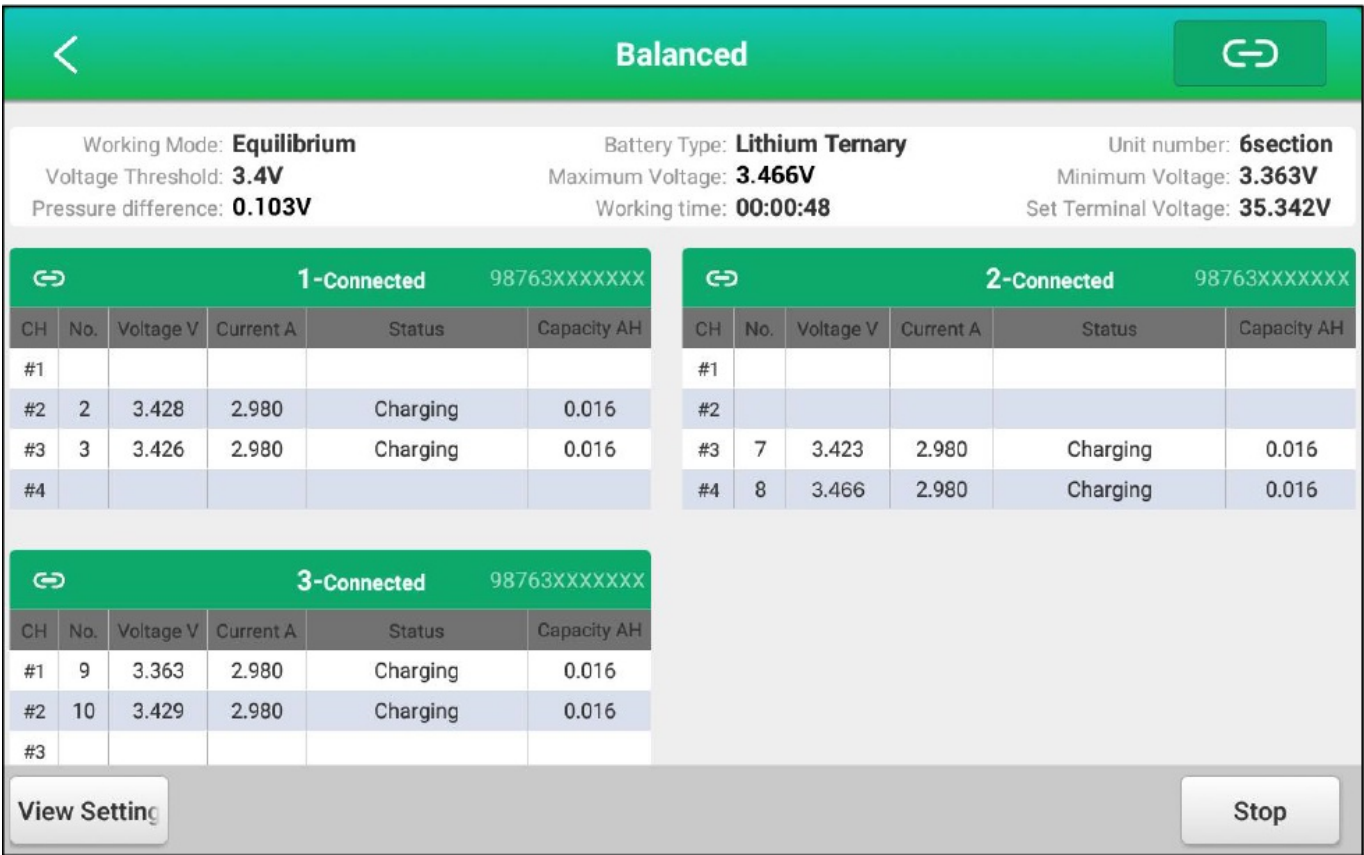 Balanced
Working Mode: Equilibrium Battery Type: Lithium Ternary Unit number: 6section
Voltage Threshold: 3.4V Maximum Voltage: 3.466V Minimum Voltage: 3.363V
Pressure difference: 0.103V Working time: 00:00:48 Set Terminal Voltage: 35.342V
1-Connected 98763XXXXXXX
CH No. Voltage V Current A Status Capacity AH
#1
#2 2 3.428 2.980 Charging 0.016
#3 3 3.426 2.980 Charging 0.016
#4
2-Connected 98763XXXXXXX
CH No. Voltage V Current A Status Capacity AH
#1
#2
#3 7 3.423 2.980 Charging 0.016
#4 8 3.466 2.980 Charging 0.016
3-Connected 98763XXXXXXX
CH No. Voltage V Current A Status Capacity AH
#1 9 3.363 2.980 Charging 0.016
#2 10 3.429 2.980 Charging 0.016
#3
View Setting Stop